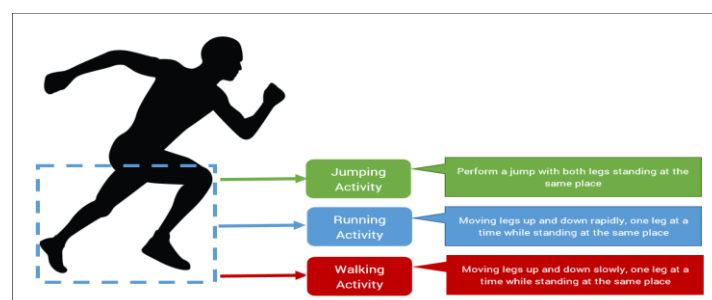 Jumping
Activity
Perform a jump with both legs standing at the
same place
Running
Activity
Moving legs up and down rapidly, one leg at a
time while standing at the same place
Walking
Activity
Moving legs up and down slowly, one leg at a
time while standing at the same place